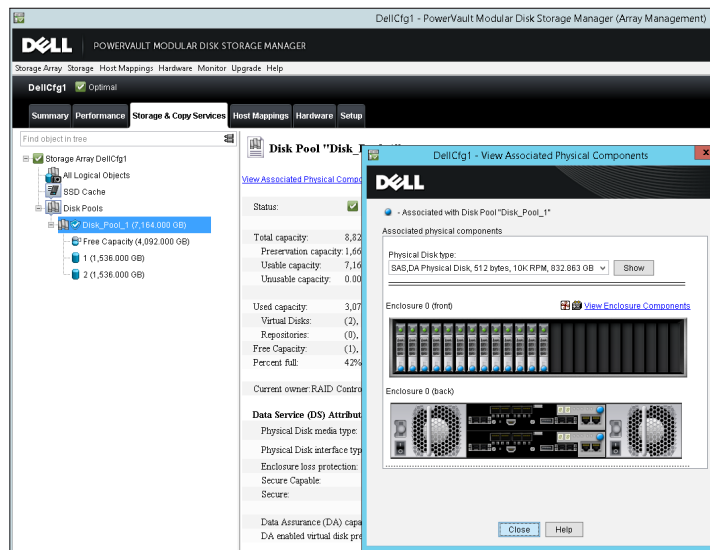 DellCfg1 - PowerVault Modular Disk Storage Manager (Array Management)
DELL POWERVAULT MODULAR DISK STORAGE MANAGER
Storage Array Storage Host Mappings Hardware Monitor Upgrade Help
DellCfg1 Optimal
Summary Performance Storage & Copy Services Host Mappings Hardware Setup
Find object in tree
Storage Array DellCfg1
All Logical Objects
SSD Cache
Disk Pools
Disk_Pool_1 (7,164.000 GB)
Free Capacity (4,092.000 GB)
1 (1,536.000 GB)
2 (1,536.000 GB)
Disk Pool "Disk_
View Associated Physical Compo
Status:
Total capacity: 8,82
Preservation capacity: 1,66
Usable capacity: 7,16
Unusable capacity: 0.00
Used capacity: 3,07
Virtual Disks: (2),
Repositories: (0),
Free Capacity: (1),
Percent full: 42%
Current owner: RAID Contro
Data Service (DS) Attribut
Physical Disk media type:
Physical Disk interface typ
Enclosure loss protection:
Secure Capable:
Secure:
Data Assurance (DA) capa
DA enabled virtual disk pre
DellCfg1 - View Associated Physical Components x
DELL
- Associated with Disk Pool "Disk_Pool_1"
Associated physical components
Physical Disk type:
SAS,DA Physical Disk, 512 bytes, 10K RPM, 832.863 GB Show
Enclosure 0 (front) View Enclosure Components
Enclosure 0 (back)
Close Help